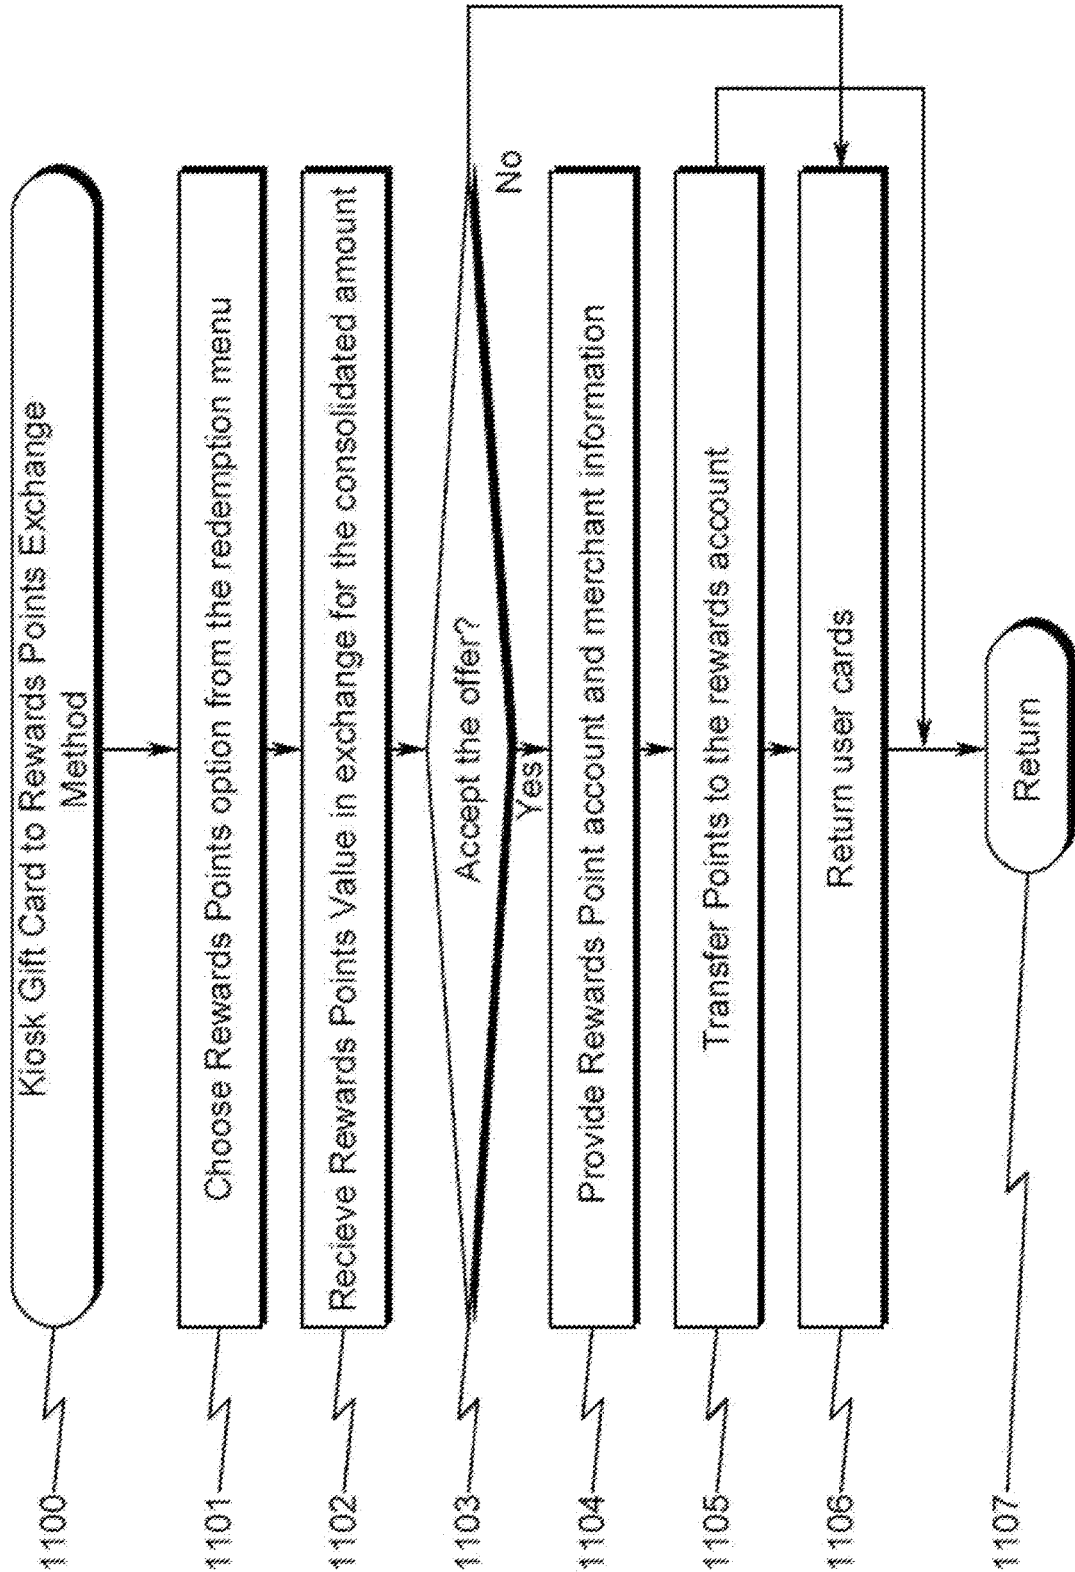 1100
Kiosk Gift Card to Rewards Points Exchange
Method
1101
Choose Rewards Points option from the redemption menu
1102
Recieve Rewards Points Value in exchange for the consolidated amount
1103
Accept the offer?
No
Yes
1104
Provide Rewards Point account and merchant information
1105
Transfer Points to the rewards account
1106
Return user cards
1107
Return